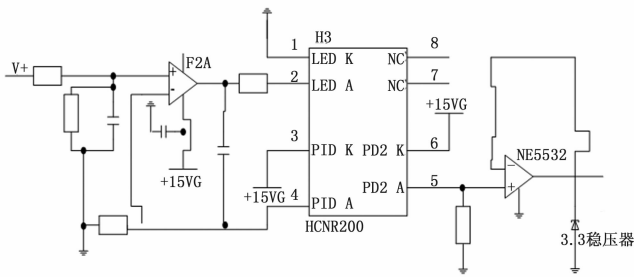 H3
1
8
V+
F2A
LED K
NC
+
-
2
7
LED A
NC
+15VG
3
6
PID K
PD2 K
NE5532
+15VG
5
-
+
+15VG
4
PD2 A
PID A
HCNR200
3.3稳压器